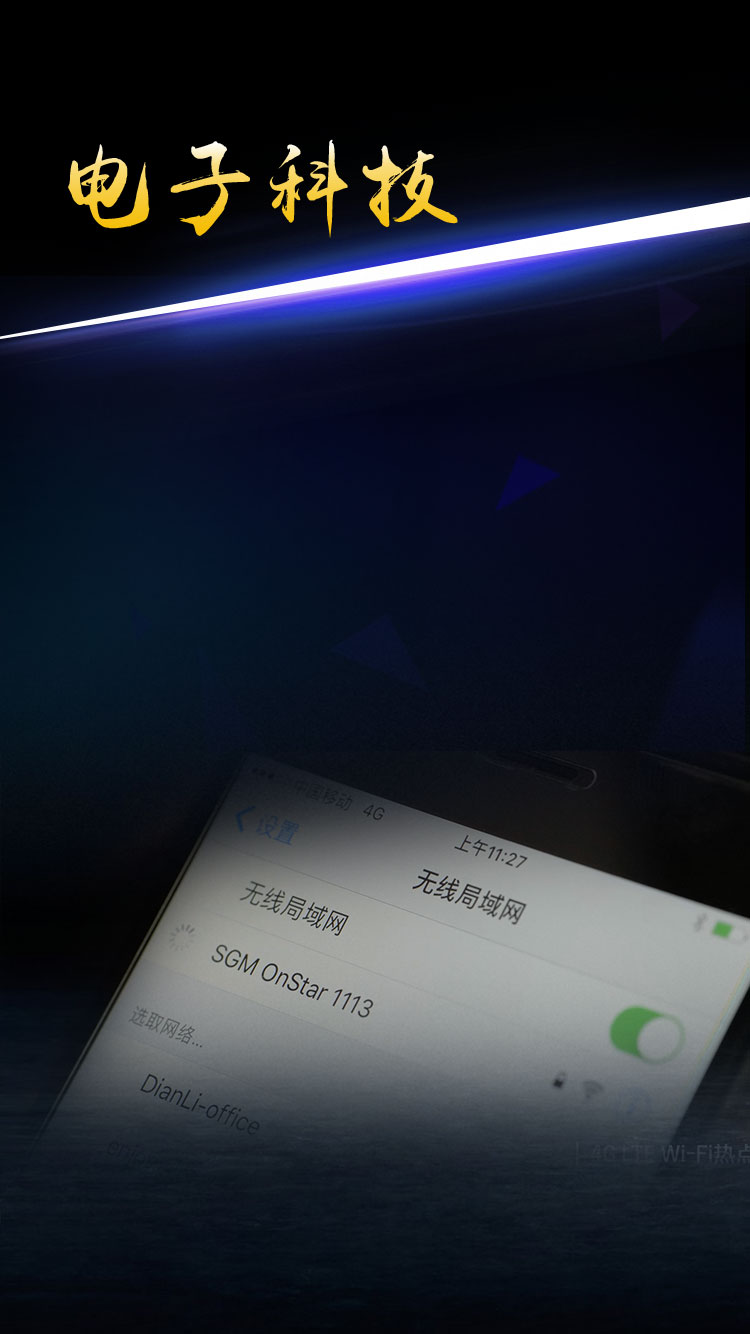 电子科技
中国移动 4G
上午11:27
设置
无线局域网
无线局域网
SGM OnStar 1113
选取网络...
DianLi-office
4G LTE Wi-Fi热点